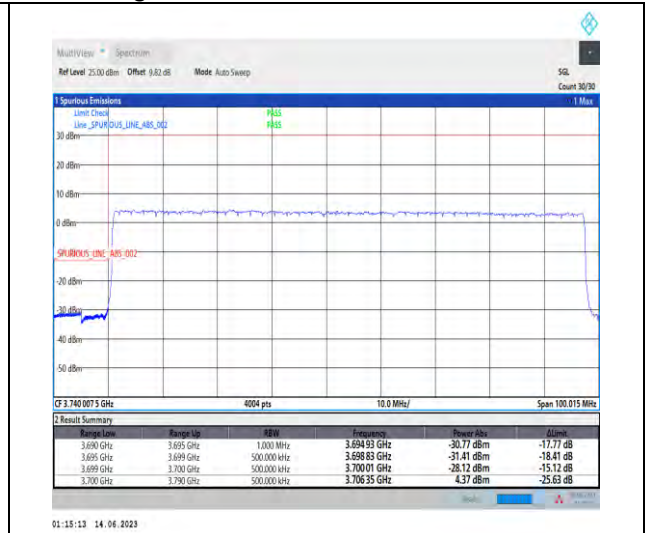 MultiView Spectrum
Ref Level 25.00 dBm Offset 9.82 dB Mode Auto Sweep SGL
Count 30/30
1 Spurious Emissions 1 Max
Limit Check PASS
Line _SPURIOUS_LINE_ABS_002 PASS
30 dBm
20 dBm
10 dBm
0 dBm
_SPURIOUS_LINE_ABS_002
-20 dBm
-30 dBm
-40 dBm
-50 dBm
CF 3.740 007 5 GHz 4004 pts 10.0 MHz/ Span 100.015 MHz
2 Result Summary
Range Low Range Up RBW Frequency Power Abs ΔLimit
3.690 GHz 3.695 GHz 1.000 MHz 3.694 93 GHz -30.77 dBm -17.77 dB
3.695 GHz 3.699 GHz 500.000 kHz 3.698 83 GHz -31.41 dBm -18.41 dB
3.699 GHz 3.700 GHz 500.000 kHz 3.700 01 GHz -28.12 dBm -15.12 dB
3.700 GHz 3.790 GHz 500.000 kHz 3.706 35 GHz 4.37 dBm -25.63 dB
01:15:13 14.06.2023